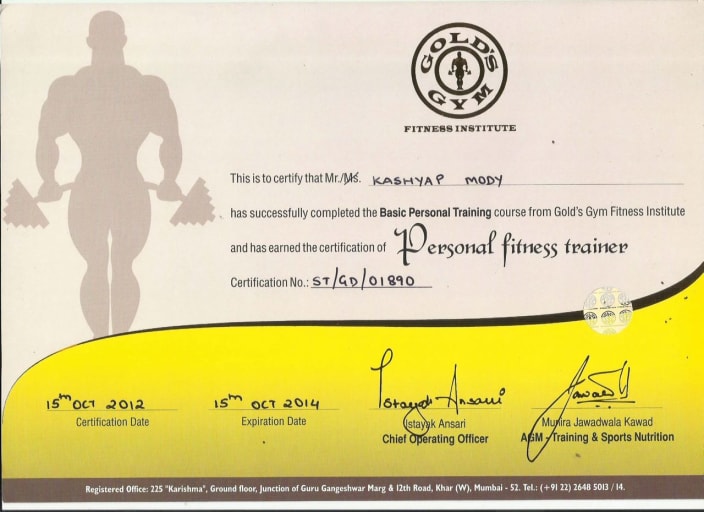 GOLD'S GYM
FITNESS INSTITUTE
This is to certify that Mr./Ms. KASHYAP MODY
has successfully completed the Basic Personal Training course from Gold's Gym Fitness Institute
and has earned the certification of Personal fitness trainer
Certification No.: ST/GD/01890
15th OCT 2012
Certification Date
15th OCT 2014
Expiration Date
Istayak Ansari
Istayak Ansari
Chief Operating Officer
Munira Jawadwala Kawad
AGM - Training & Sports Nutrition
Registered Office: 225 "Karishma", Ground floor, Junction of Guru Gangeshwar Marg & 12th Road, Khar (W), Mumbai - 52. Tel.: (+91 22) 2648 5013 / 14.